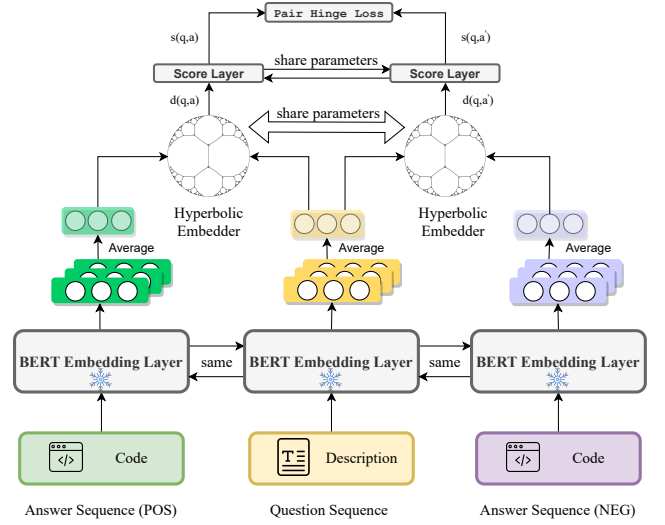 Pair Hinge Loss
s(q,a)
s(q,a')
share parameters
Score Layer
Score Layer
d(q,a)
share parameters
d(q,a')
Hyperbolic
Embedder
Hyperbolic
Embedder
Average
Average
Average
BERT Embedding Layer
same
BERT Embedding Layer
same
BERT Embedding Layer
</> Code
T Description
</> Code
Answer Sequence (POS)
Question Sequence
Answer Sequence (NEG)